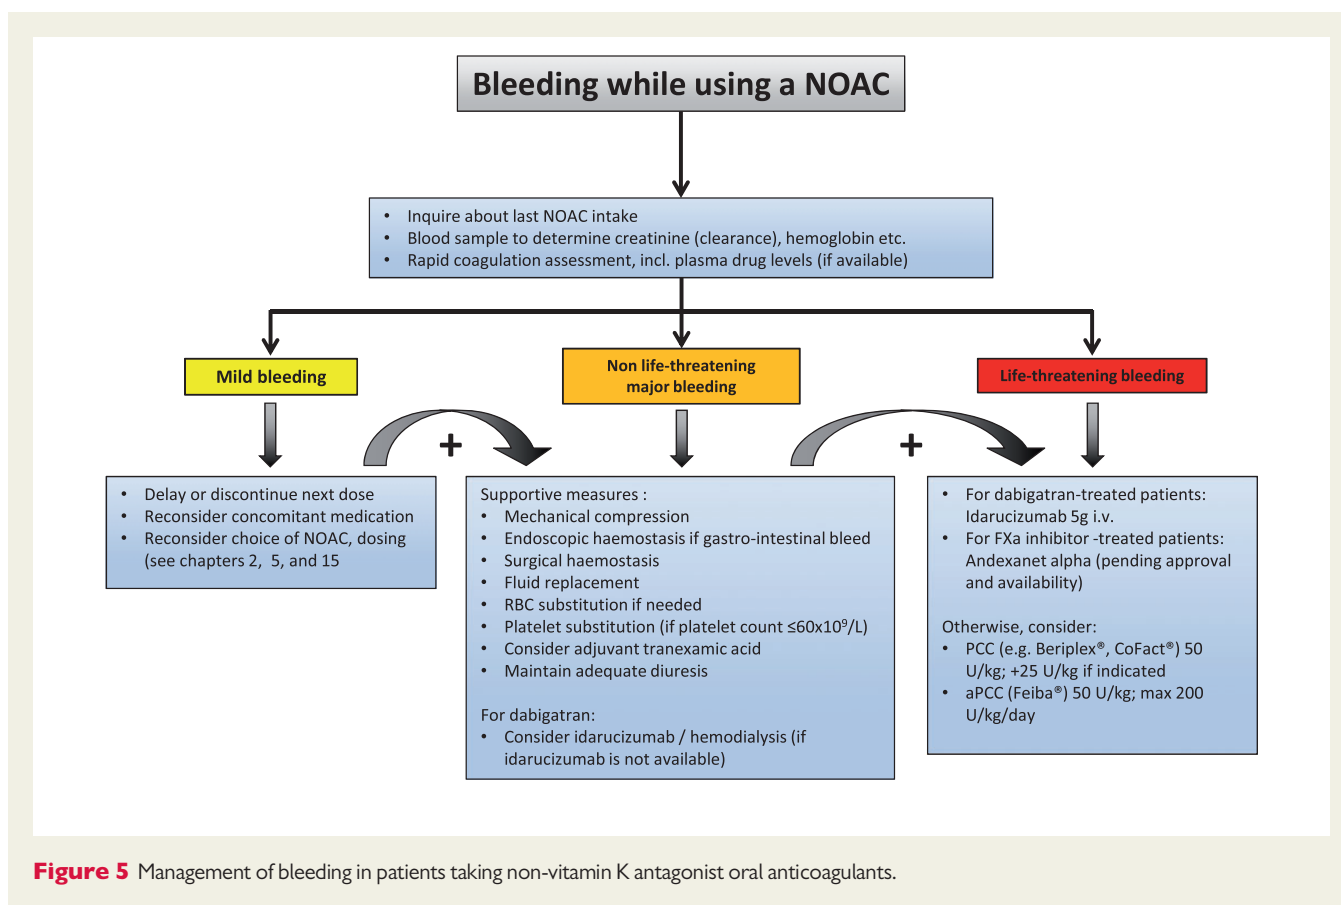 Bleeding while using a NOAC
• Inquire about last NOAC intake
• Blood sample to determine creatinine (clearance), hemoglobin etc.
• Rapid coagulation assessment, incl. plasma drug levels (if available)
Mild bleeding
Non life-threatening
major bleeding
Life-threatening bleeding
+
+
• Delay or discontinue next dose
• Reconsider concomitant medication
• Reconsider choice of NOAC, dosing
(see chapters 2, 5, and 15
Supportive measures :
• Mechanical compression
• Endoscopic haemostasis if gastro-intestinal bleed
• Surgical haemostasis
• Fluid replacement
• RBC substitution if needed
• Platelet substitution (if platelet count ≤60x10⁹/L)
• Consider adjuvant tranexamic acid
• Maintain adequate diuresis
For dabigatran:
• Consider idarucizumab / hemodialysis (if
idarucizumab is not available)
• For dabigatran-treated patients:
Idarucizumab 5g i.v.
• For FXa inhibitor -treated patients:
Andexanet alpha (pending approval
and availability)
Otherwise, consider:
• PCC (e.g. Beriplex®, CoFact®) 50
U/kg; +25 U/kg if indicated
• aPCC (Feiba®) 50 U/kg; max 200
U/kg/day
Figure 5 Management of bleeding in patients taking non-vitamin K antagonist oral anticoagulants.